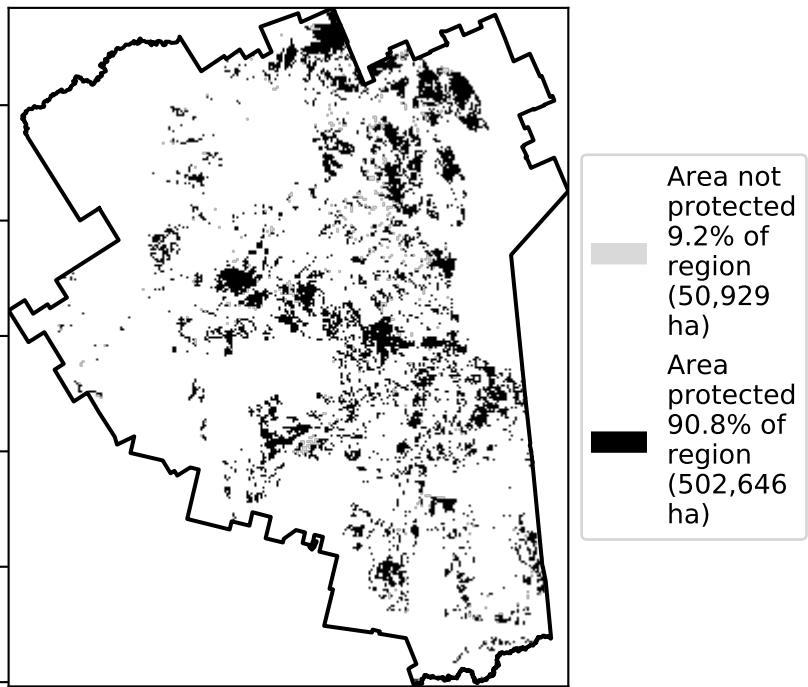 Area not
protected
9.2% of
region
(50,929
ha)
Area
protected
90.8% of
region
(502,646
ha)